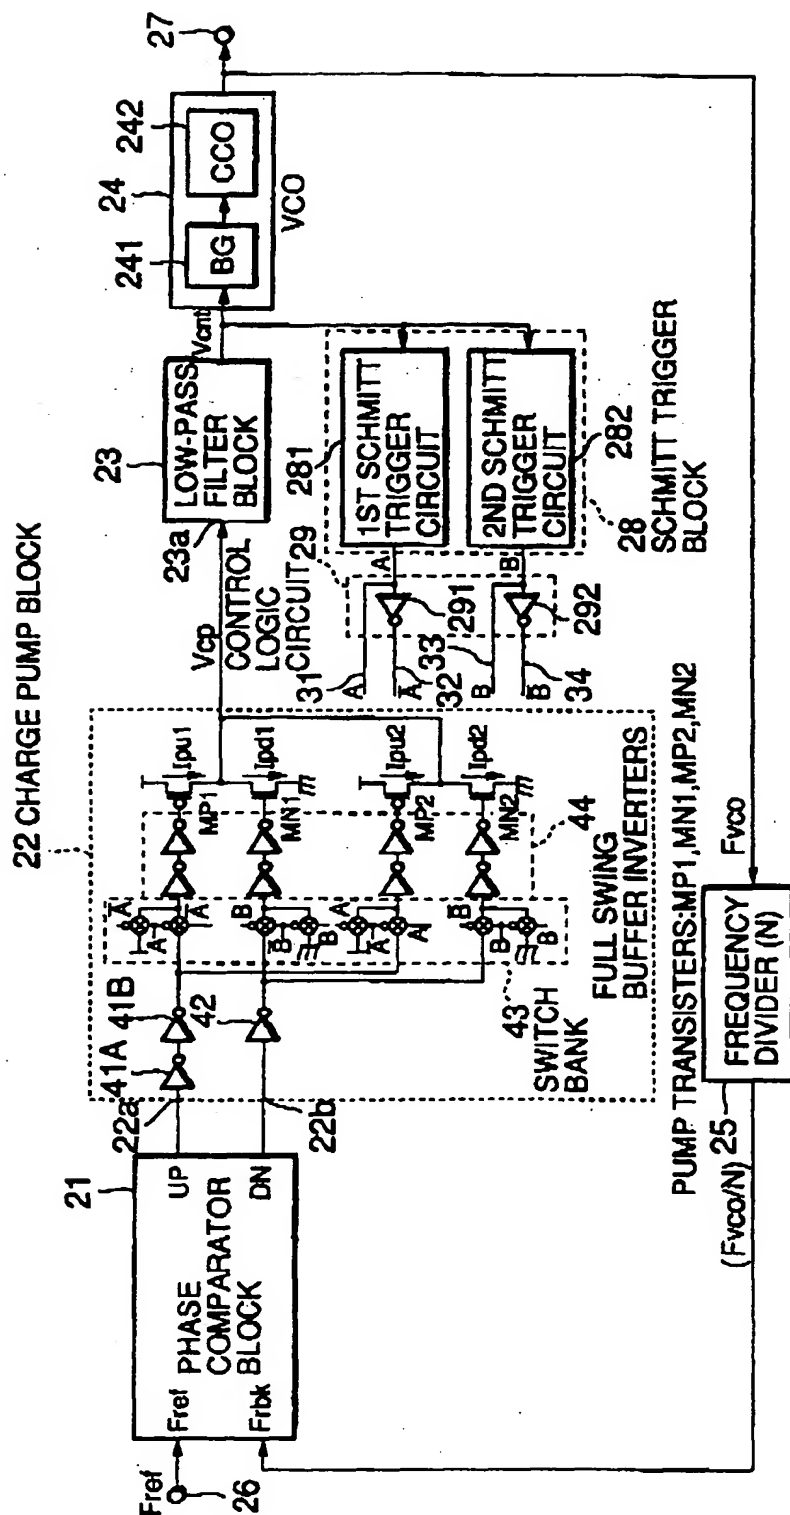 22 CHARGE PUMP BLOCK
Fref
26
21
Fref
Frbk
PHASE
COMPARATOR
BLOCK
UP
DN
22a
22b
41A
41B
42
A
A
A
A
B
B
B
B
A
A
A
A
B
B
B
B
43
SWITCH
BANK
MP1
MN1
MP2
MN2
Ipu1
Ipd1
Ipu2
Ipd2
44
FULL SWING
BUFFER INVERTERS
PUMP TRANSISTERS:MP1,MN1,MP2,MN2
Vcp
23
23a
LOW-PASS
FILTER
BLOCK
Vcnt
24
241
BG
242
CCO
VCO
27
CONTROL
LOGIC
CIRCUIT 29
31
A
A
32
33
B
B
34
291
292
A
B
281
1ST SCHMITT
TRIGGER
CIRCUIT
2ND SCHMITT
TRIGGER
CIRCUIT
282
28
SCHMITT TRIGGER
BLOCK
Fvco
25
FREQUENCY
DIVIDER (N)
(Fvco/N)